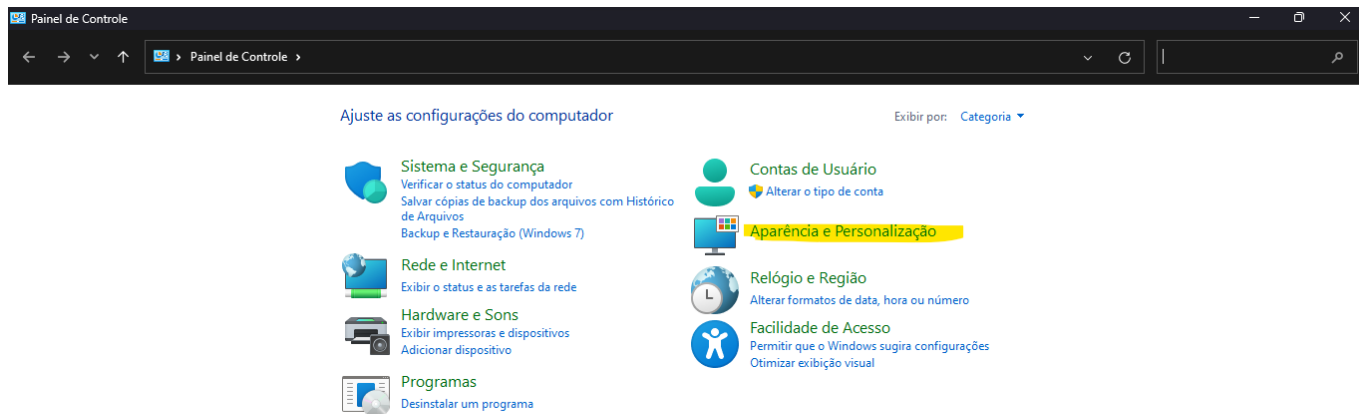 Painel de Controle
Painel de Controle
Ajuste as configurações do computador
Exibir por: Categoria
Sistema e Segurança
Verificar o status do computador
Salvar cópias de backup dos arquivos com Histórico
de Arquivos
Backup e Restauração (Windows 7)
Rede e Internet
Exibir o status e as tarefas da rede
Hardware e Sons
Exibir impressoras e dispositivos
Adicionar dispositivo
Programas
Desinstalar um programa
Contas de Usuário
Alterar o tipo de conta
Aparência e Personalização
Relógio e Região
Alterar formatos de data, hora ou número
Facilidade de Acesso
Permitir que o Windows sugira configurações
Otimizar exibição visual